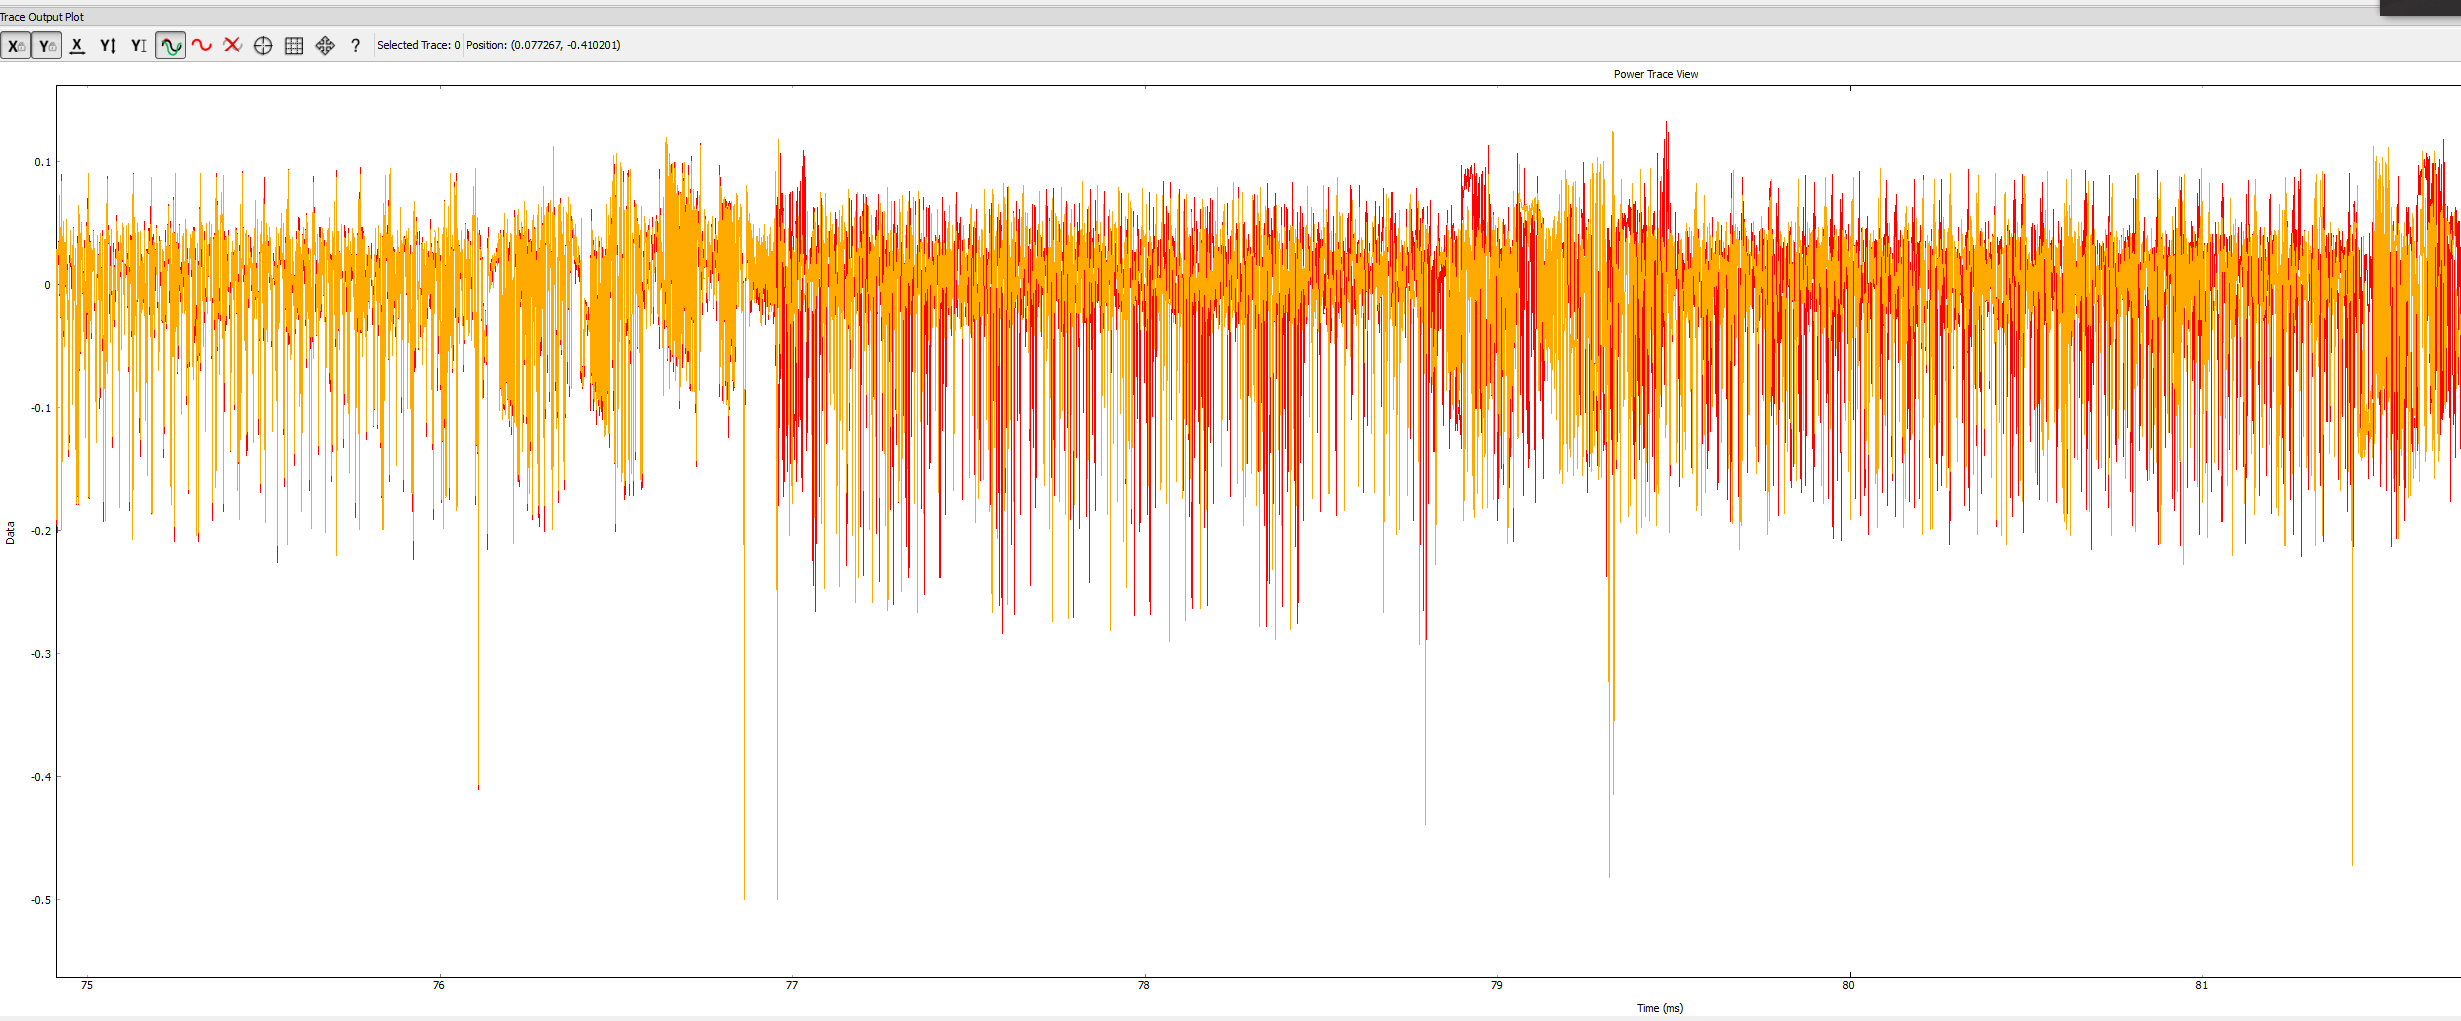 Trace Output Plot
X Y X Y Y ? Selected Trace: 0 Position: (0.077267, -0.410201)
Power Trace View
0.1
0
-0.1
-0.2
-0.3
-0.4
-0.5
Data
75 76 77 78 79 80 81
Time (ms)